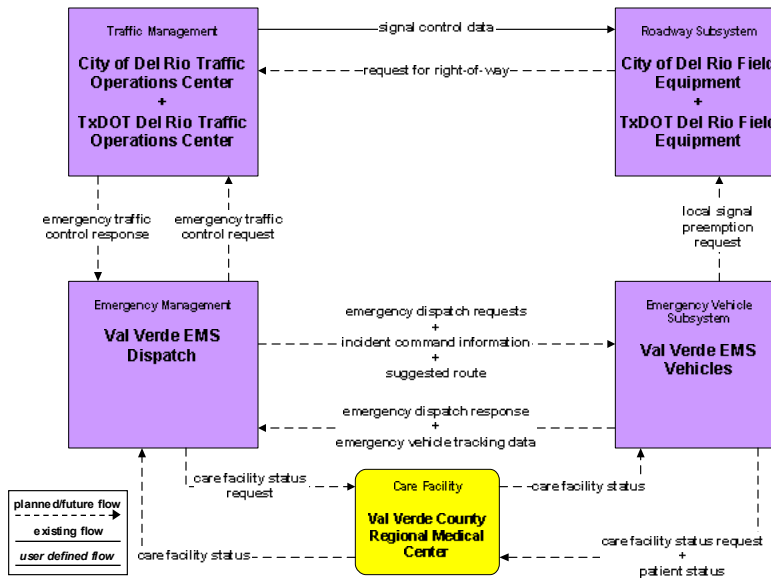 Traffic Management
City of Del Rio Traffic
Operations Center
+
TxDOT Del Rio Traffic
Operations Center
signal control data
request for right-of-way
Roadway Subsystem
City of Del Rio Field
Equipment
+
TxDOT Del Rio Field
Equipment
emergency traffic
control response
emergency traffic
control request
local signal
preemption
request
Emergency Management
Val Verde EMS
Dispatch
emergency dispatch requests
+
incident command information
+
suggested route
emergency dispatch response
+
emergency vehicle tracking data
Emergency Vehicle
Subsystem
Val Verde EMS
Vehicles
care facility status
request
Care Facility
Val Verde County
Regional Medical
Center
care facility status
care facility status
care facility status request
+
patient status
planned/future flow
existing flow
user defined flow